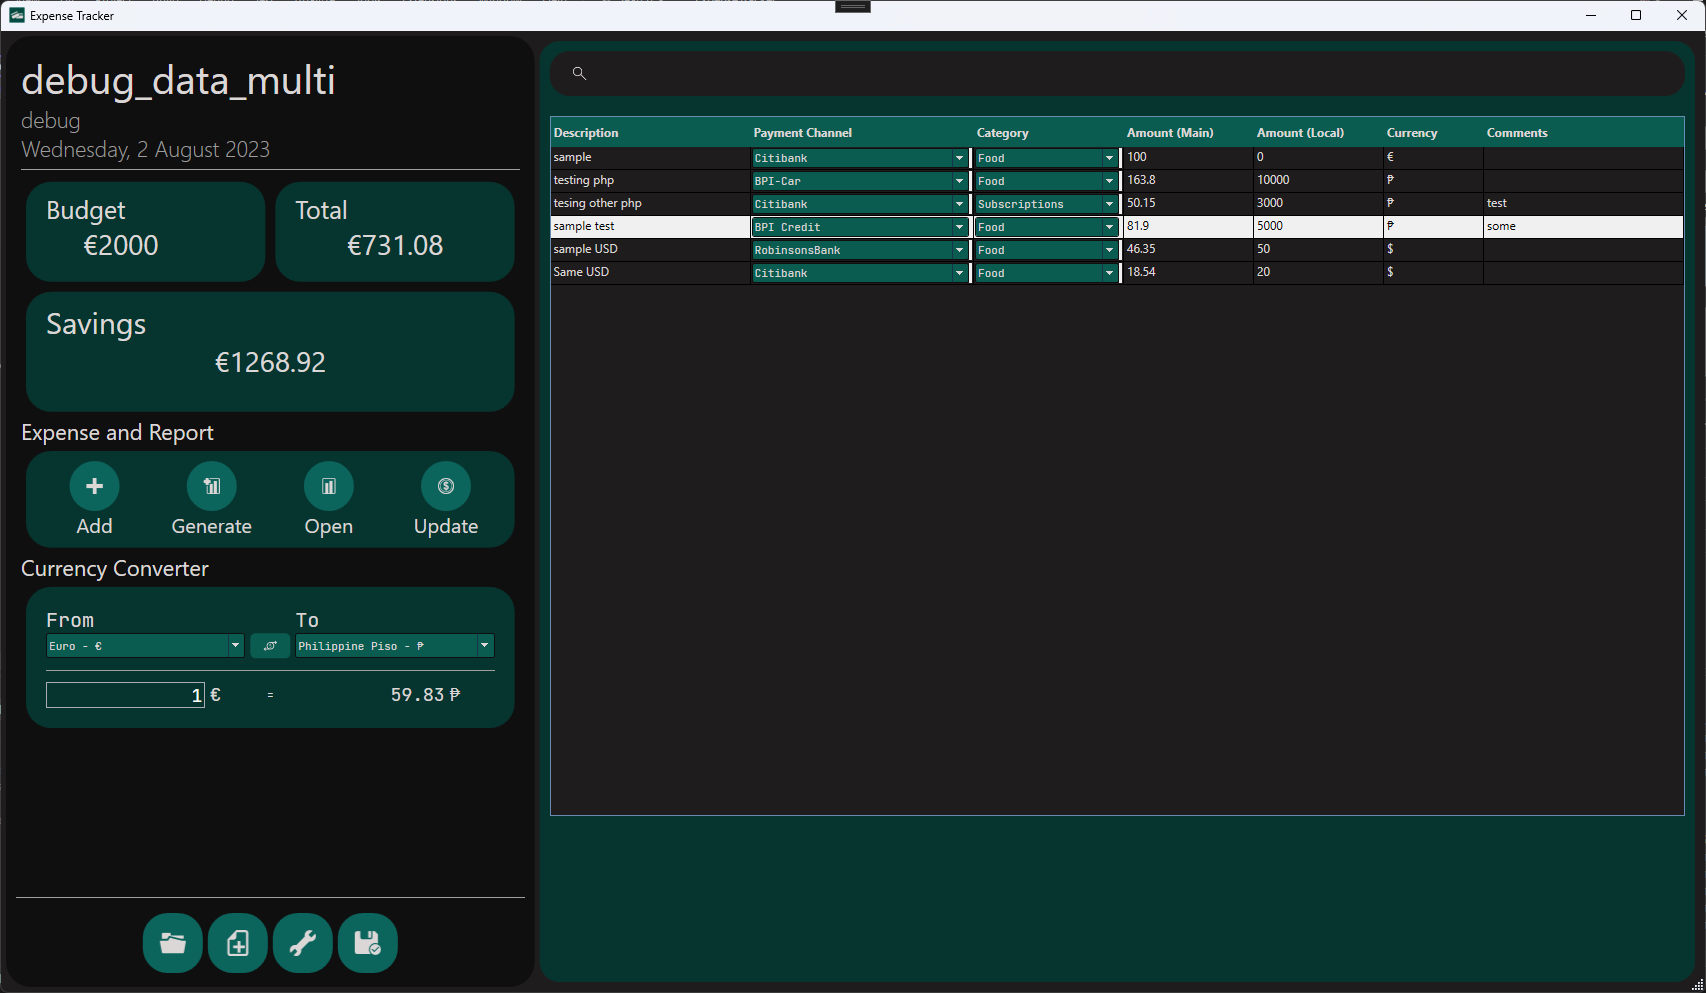 Expense Tracker
debug_data_multi
debug
Wednesday, 2 August 2023
Budget
€2000
Total
€731.08
Savings
€1268.92
Expense and Report
Add Generate Open Update
Currency Converter
From To
Euro - € Philippine Piso - ₱
1 € = 59.83 ₱
Description Payment Channel Category Amount (Main) Amount (Local) Currency Comments
sample Citibank Food 100 0 €
testing php BPI-Car Food 163.8 10000 ₱
tesing other php Citibank Subscriptions 50.15 3000 ₱ test
sample test BPI Credit Food 81.9 5000 ₱ some
sample USD RobinsonsBank Food 46.35 50 $
Same USD Citibank Food 18.54 20 $